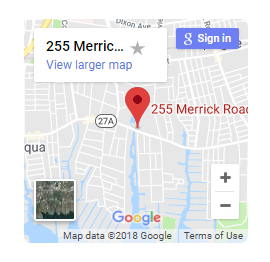 Dixon Ave
255 Merric...
Sign in
View larger map
255 Merrick Road
27A
qua
+
−
Google
Map data ©2018 Google
Terms of Use